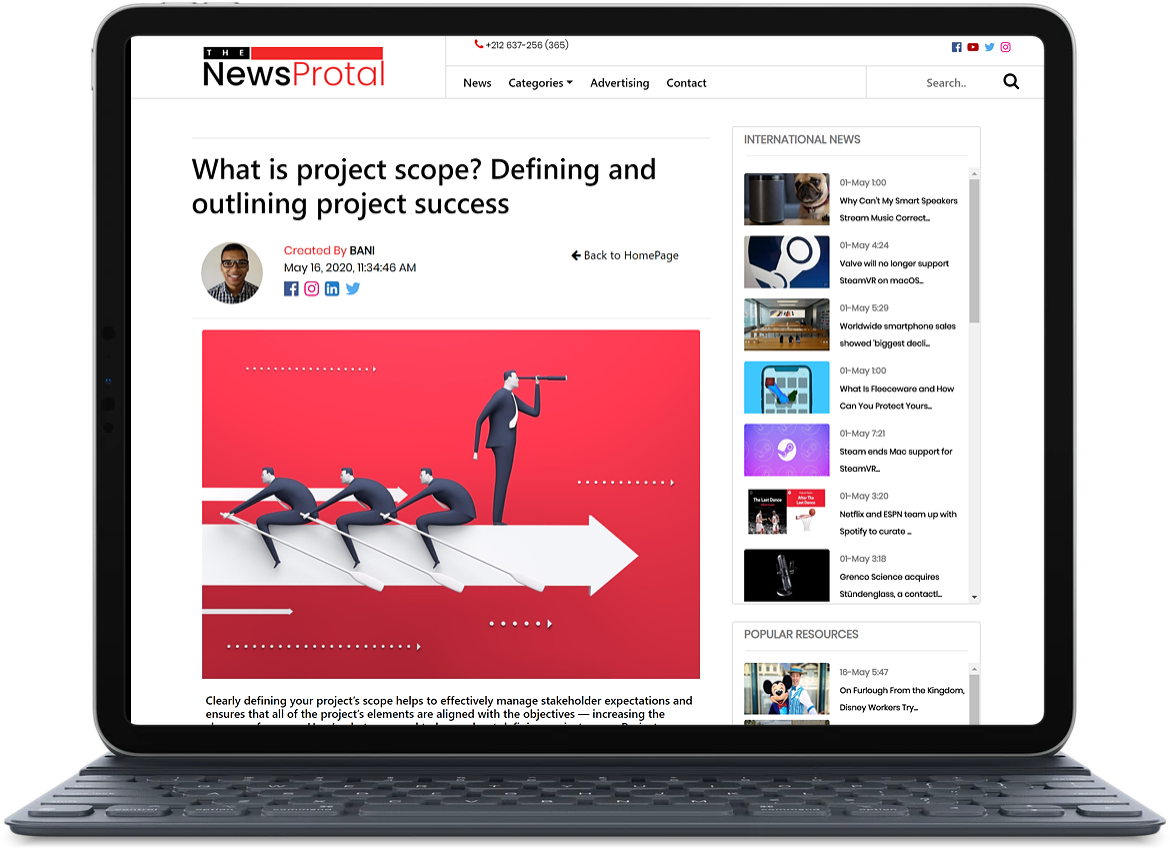 THE
NewsProtal
+212 637-256 (365)
News Categories Advertising Contact
Search..
What is project scope? Defining and
outlining project success
Created By BANI
May 16, 2020, 11:34:46 AM
Back to HomePage
Clearly defining your project's scope helps to effectively manage stakeholder expectations and
ensures that all of the project's elements are aligned with the objectives — increasing the
INTERNATIONAL NEWS
01-May 1:00
Why Can't My Smart Speakers
Stream Music Correct...
01-May 4:24
Valve will no longer support
SteamVR on macOS...
01-May 5:29
Worldwide smartphone sales
showed 'biggest decli...
01-May 1:00
What Is Fleeceware and How
Can You Protect Yours...
01-May 7:21
Steam ends Mac support for
SteamVR...
The Last Dance
After The
Last Dance
01-May 3:20
Netflix and ESPN team up with
Spotify to curate ...
01-May 3:18
Grenco Science acquires
Stündenglass, a contactl...
POPULAR RESOURCES
16-May 5:47
On Furlough From the Kingdom,
Disney Workers Try...